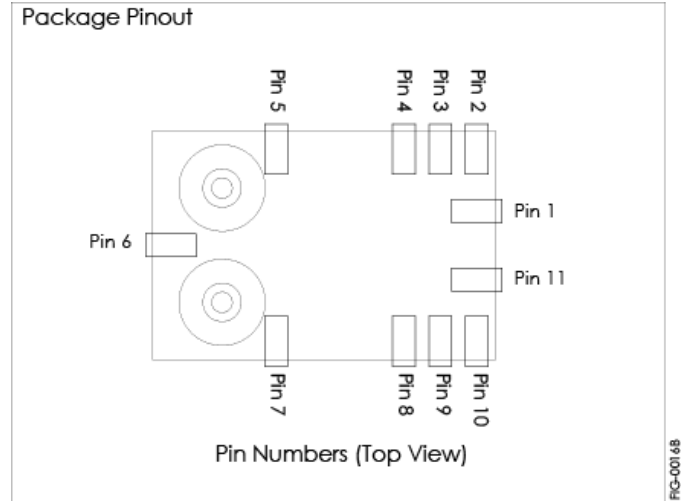 Package Pinout
Pin 5
Pin 4
Pin 3
Pin 2
Pin 1
Pin 6
Pin 11
Pin 7
Pin 8
Pin 9
Pin 10
Pin Numbers (Top View)
FIG-0016B